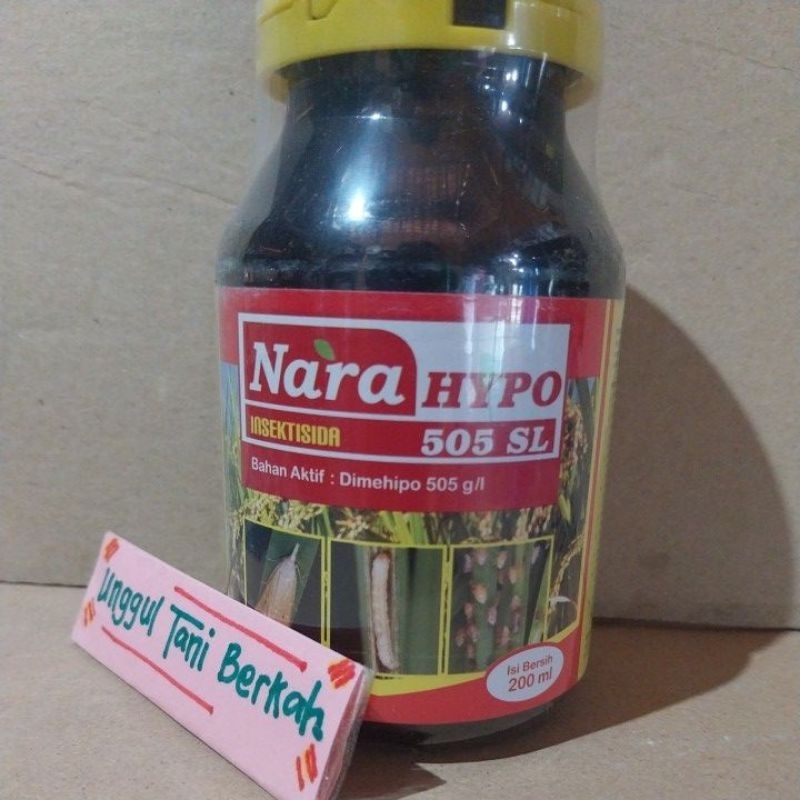 Nara HYPO
INSEKTISIDA 505 SL
Bahan Aktif : Dimehipo 505 g/l
Isi Bersih
200 ml
Unggul Tani Berkah